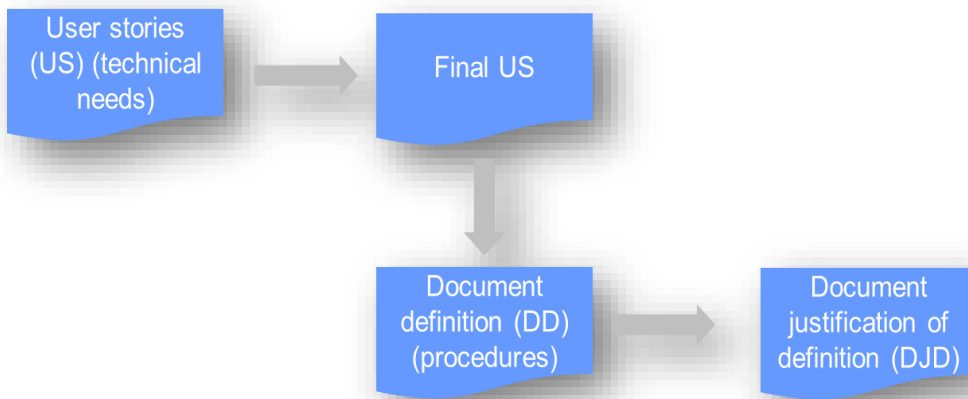 User stories
(US) (technical
needs)
Final US
Document
definition (DD)
(procedures)
Document
justification of
definition (DJD)